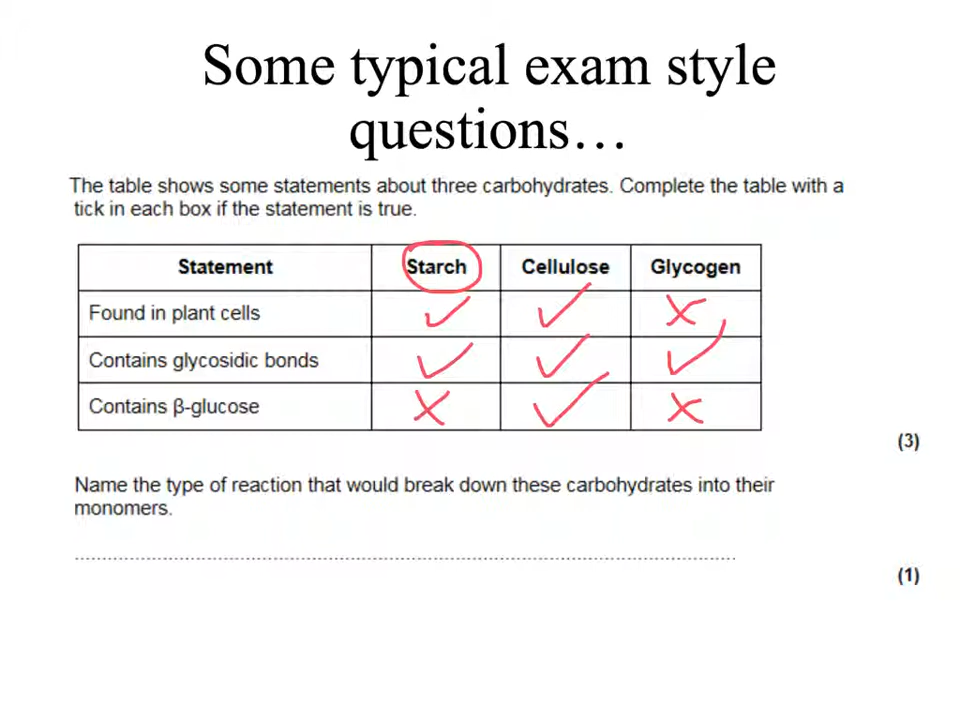 Some typical exam style
questions…
The table shows some statements about three carbohydrates. Complete the table with a
tick in each box if the statement is true.
Statement Starch Cellulose Glycogen
Found in plant cells ✓ ✓ ✗
Contains glycosidic bonds ✓ ✓ ✓
Contains β-glucose ✗ ✓ ✗
(3)
Name the type of reaction that would break down these carbohydrates into their
monomers.
(1)